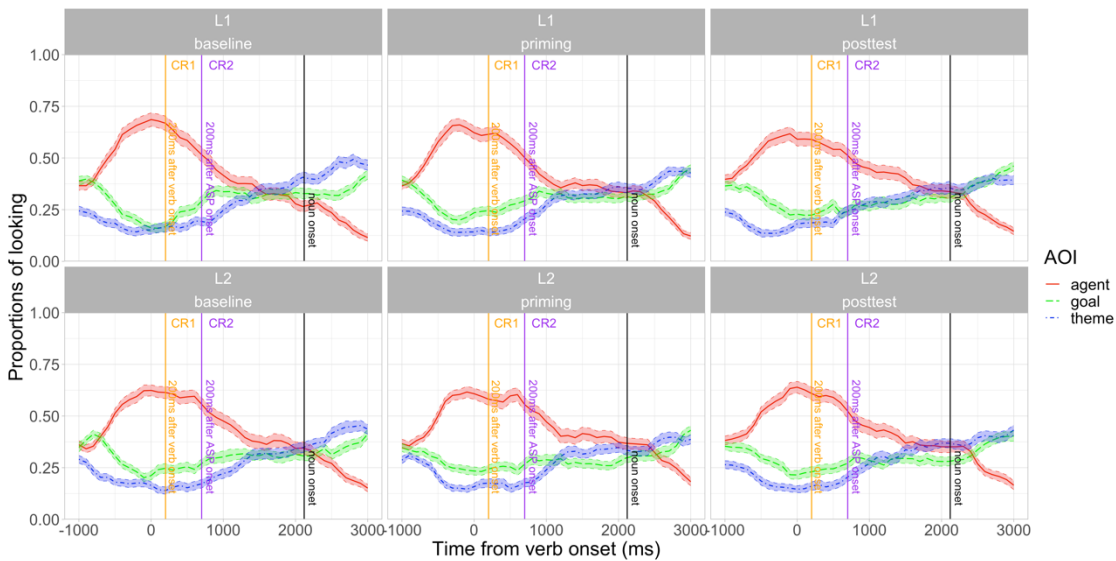 L1
baseline
L1
priming
L1
posttest
1.00
0.75
0.50
0.25
0.00
CR1
CR2
200ms after verb onset
200ms after ASP onset
noun onset
CR1
CR2
200ms after verb onset
200ms after ASP onset
noun onset
CR1
CR2
200ms after verb onset
200ms after ASP onset
noun onset
L2
baseline
L2
priming
L2
posttest
1.00
0.75
0.50
0.25
0.00
CR1
CR2
200ms after verb onset
200ms after ASP onset
noun onset
CR1
CR2
200ms after verb onset
200ms after ASP onset
noun onset
CR1
CR2
200ms after verb onset
200ms after ASP onset
noun onset
-1000 0 1000 2000 3000
-1000 0 1000 2000 3000
-1000 0 1000 2000 3000
Time from verb onset (ms)
Proportions of looking
AOI
agent
goal
theme